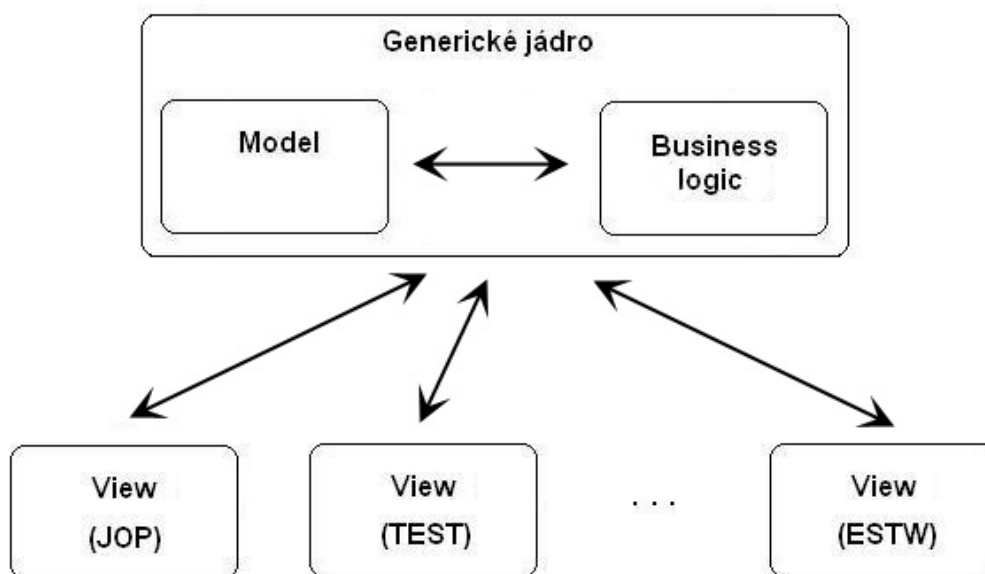 Generické jádro
Model
Business
logic
View
(JOP)
View
(TEST)
. . .
View
(ESTW)